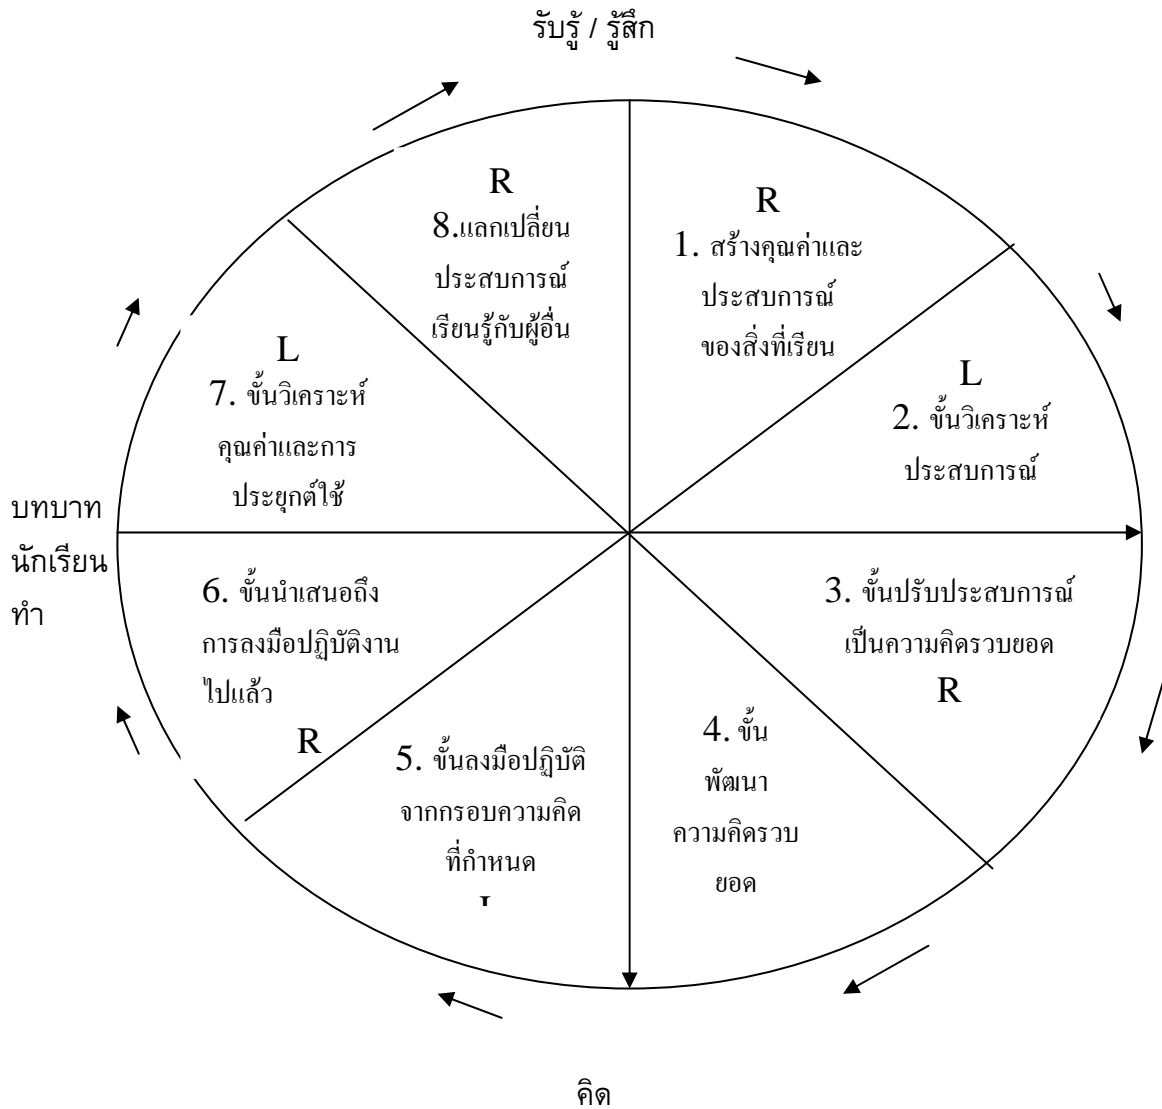 รับรู้ / รู้สึก
R
1. สร้างคุณค่าและ
ประสบการณ์
ของสิ่งที่เรียน
L
2. ขั้นวิเคราะห์
ประสบการณ์
3. ขั้นปรับประสบการณ์
เป็นความคิดรวบยอด
R
4. ขั้น
พัฒนา
ความคิดรวบ
ยอด
5. ขั้นลงมือปฏิบัติ
จากกรอบความคิด
ที่กำหนด
6. ขั้นนำเสนอถึง
การลงมือปฏิบัติงาน
ไปแล้ว
R
L
7. ขั้นวิเคราะห์
คุณค่าและการ
ประยุกต์ใช้
R
8.แลกเปลี่ยน
ประสบการณ์
เรียนรู้กับผู้อื่น
บทบาท
นักเรียน
ทำ
คิด